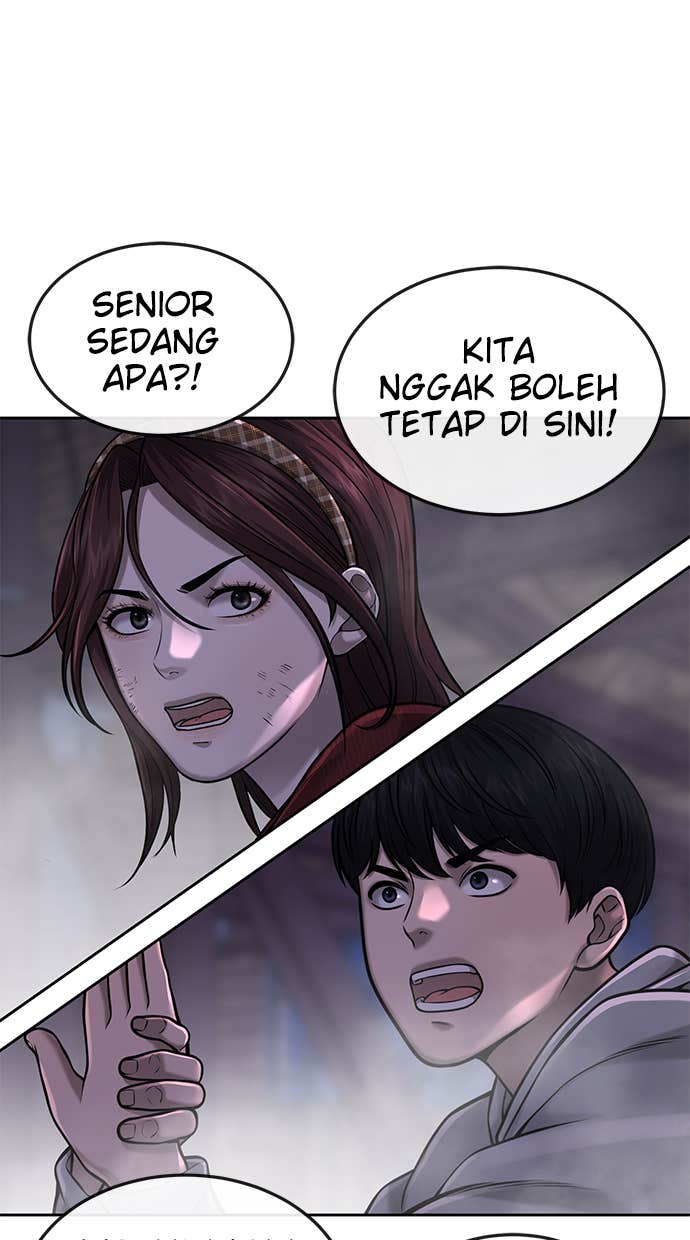 SENIOR
SEDANG
APA?!
KITA
NGGAK BOLEH
TETAP DI SINI!